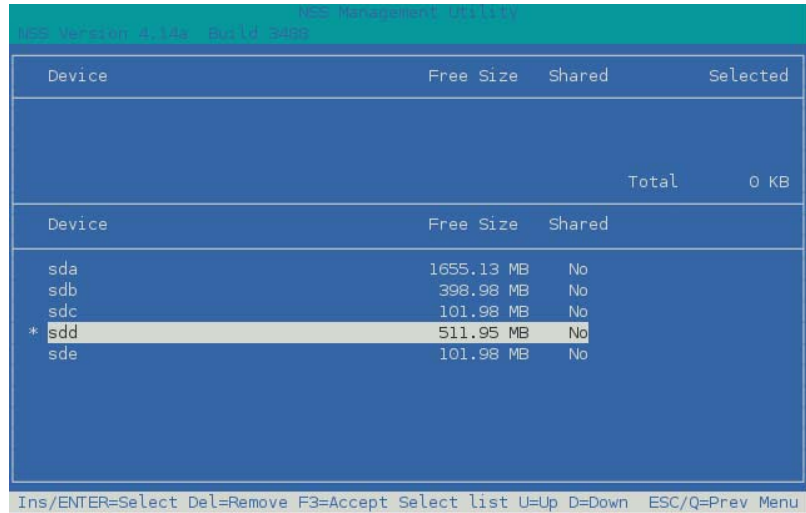 NSS Management Utility
NSS Version 4.14a Build 3488
Device Free Size Shared Selected
Total 0 KB
Device Free Size Shared
sda 1655.13 MB No
sdb 398.98 MB No
sdc 101.98 MB No
* sdd 511.95 MB No
sde 101.98 MB No
Ins/ENTER=Select Del=Remove F3=Accept Select list U=Up D=Down ESC/Q=Prev Menu